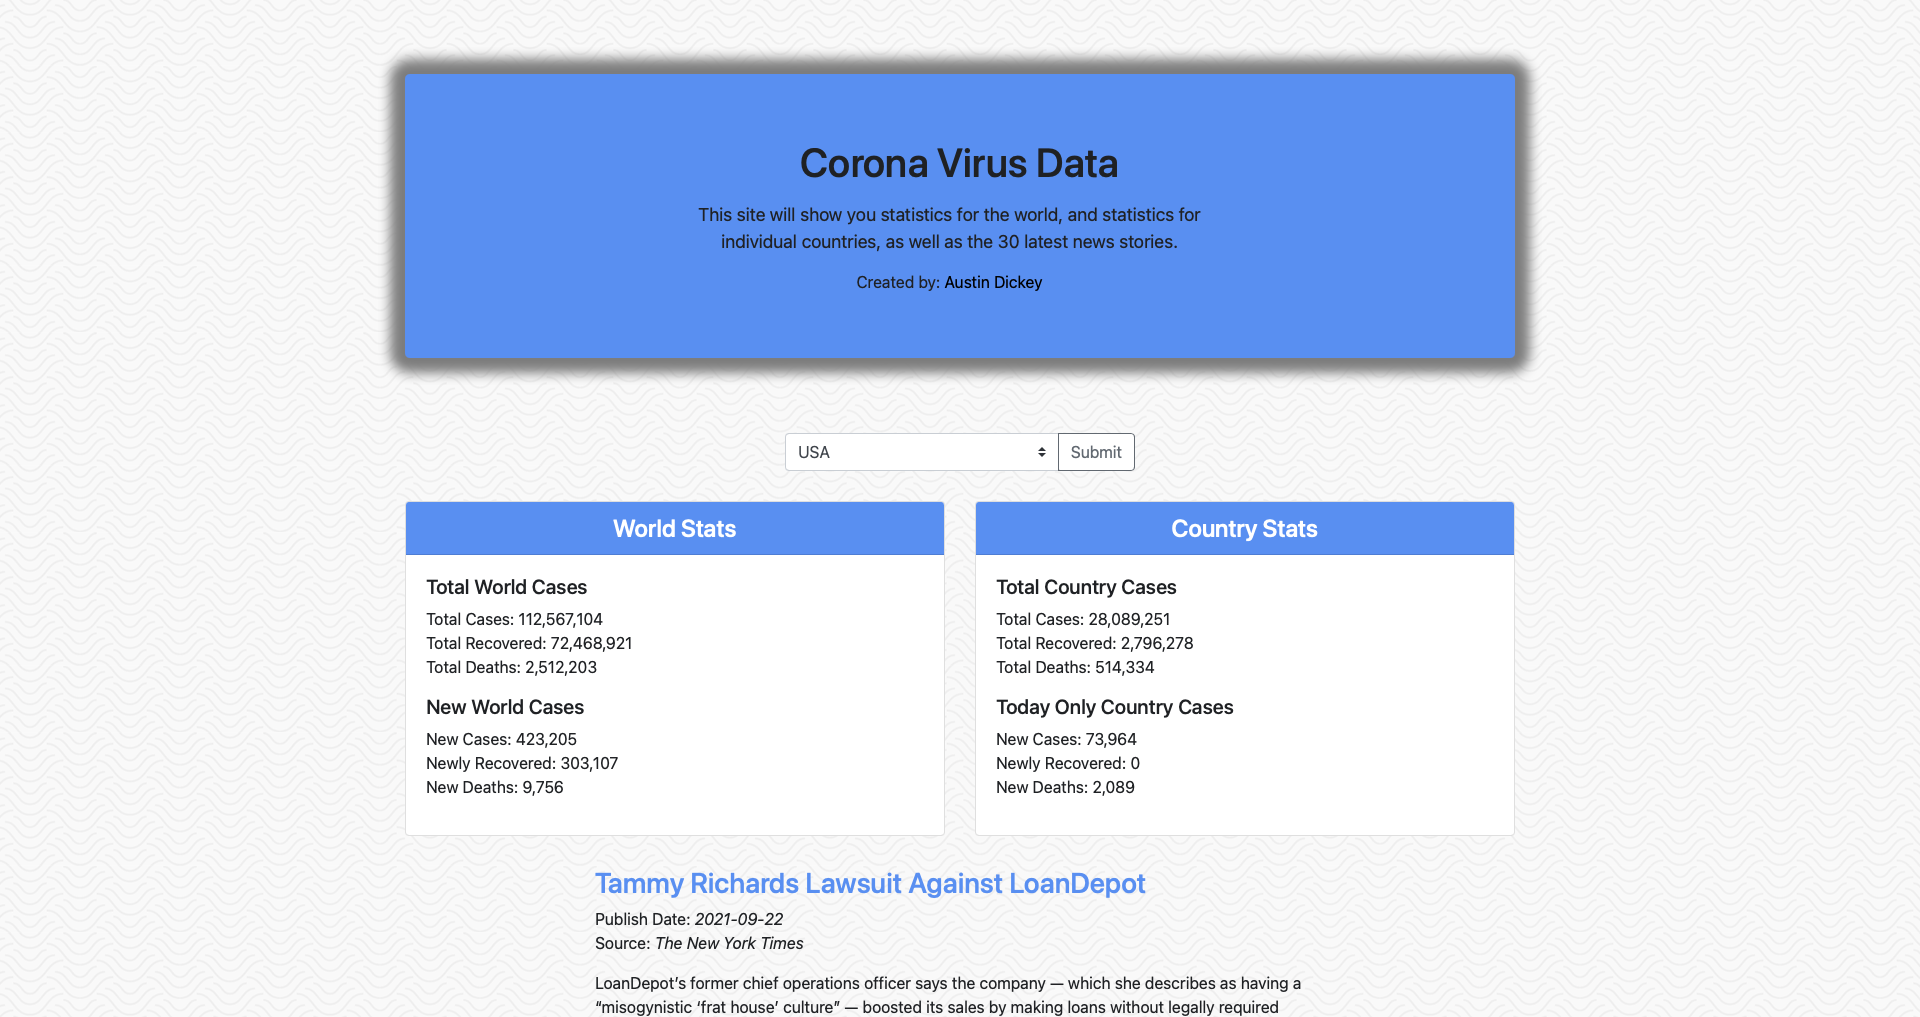 Corona Virus Data
This site will show you statistics for the world, and statistics for
individual countries, as well as the 30 latest news stories.
Created by: Austin Dickey
USA
Submit
World Stats
Total World Cases
Total Cases: 112,567,104
Total Recovered: 72,468,921
Total Deaths: 2,512,203
New World Cases
New Cases: 423,205
Newly Recovered: 303,107
New Deaths: 9,756
Country Stats
Total Country Cases
Total Cases: 28,089,251
Total Recovered: 2,796,278
Total Deaths: 514,334
Today Only Country Cases
New Cases: 73,964
Newly Recovered: 0
New Deaths: 2,089
Tammy Richards Lawsuit Against LoanDepot
Publish Date: 2021-09-22
Source: The New York Times
LoanDepot’s former chief operations officer says the company — which she describes as having a
“misogynistic ‘frat house’ culture” — boosted its sales by making loans without legally required